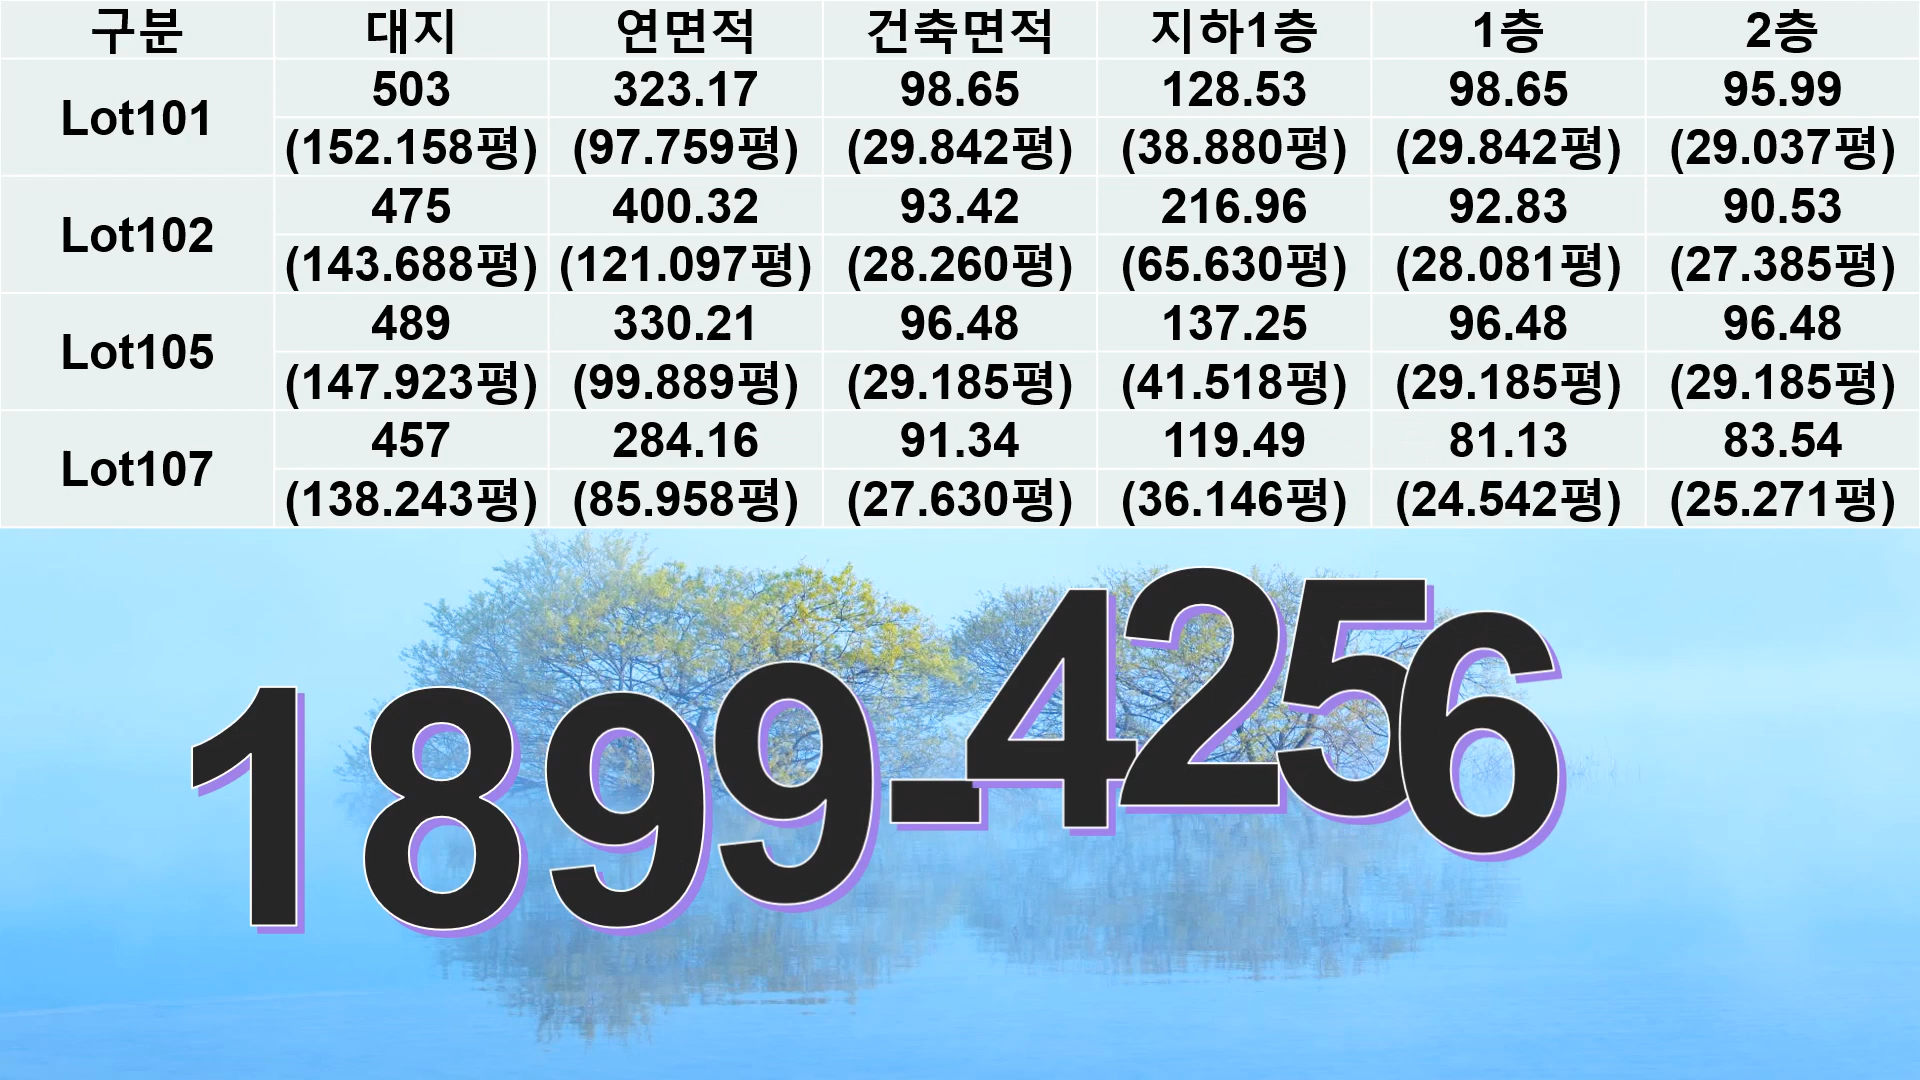 구분 대지 연면적 건축면적 지하1층 1층 2층
Lot101 503 323.17 98.65 128.53 98.65 95.99
(152.158평) (97.759평) (29.842평) (38.880평) (29.842평) (29.037평)
Lot102 475 400.32 93.42 216.96 92.83 90.53
(143.688평) (121.097평) (28.260평) (65.630평) (28.081평) (27.385평)
Lot105 489 330.21 96.48 137.25 96.48 96.48
(147.923평) (99.889평) (29.185평) (41.518평) (29.185평) (29.185평)
Lot107 457 284.16 91.34 119.49 81.13 83.54
(138.243평) (85.958평) (27.630평) (36.146평) (24.542평) (25.271평)
1899-4256